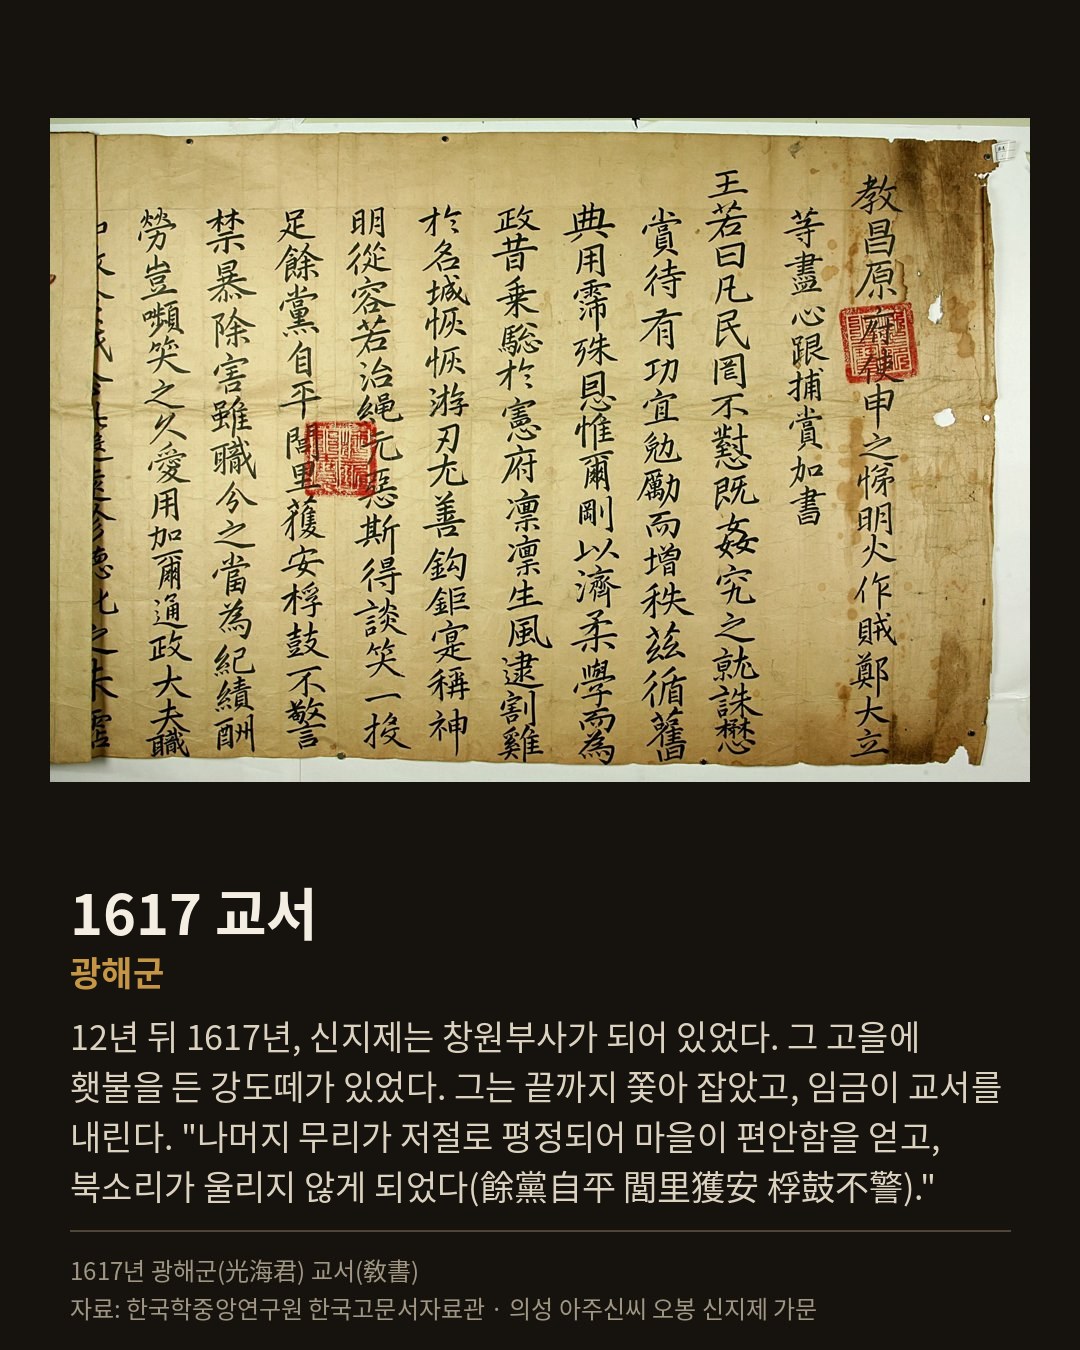 教昌原府使申之悌明火作賊鄭大立
等盡心跟捕賞加書
王若曰凡民罔不懟旣姦宄之就誅懋
賞待有功宜勉勵而增秩玆循舊
典用霈殊恩惟爾剛以濟柔學而為
政昔乗驄於憲府凛凛生風逮割雞
於名城恢恢游刃尤善鈎鉅寔稱神
明從容若治繩元惡斯得談笑一投
足餘黨自平閭里獲安桴鼓不警
禁暴除害雖職分之當為紀績酬
勞豈嚬笑之久愛用加爾通政大夫職
1617 교서
광해군
12년 뒤 1617년, 신지제는 창원부사가 되어 있었다. 그 고을에
횃불을 든 강도떼가 있었다. 그는 끝까지 쫓아 잡았고, 임금이 교서를
내린다. "나머지 무리가 저절로 평정되어 마을이 편안함을 얻고,
북소리가 울리지 않게 되었다(餘黨自平 閭里獲安 桴鼓不警)."
1617년 광해군(光海君) 교서(敎書)
자료: 한국학중앙연구원 한국고문서자료관 · 의성 아주신씨 오봉 신지제 가문